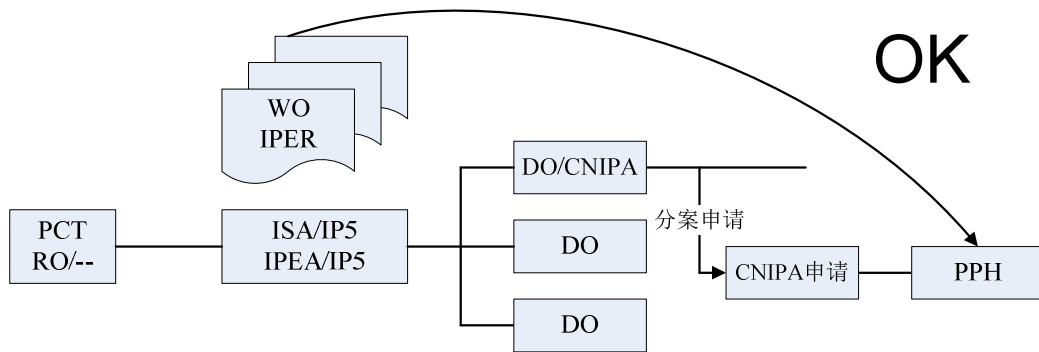 OK
WO
IPER
DO/CNIPA
分案申请
PCT
RO/--
ISA/IP5
IPEA/IP5
DO
CNIPA申请
PPH
DO